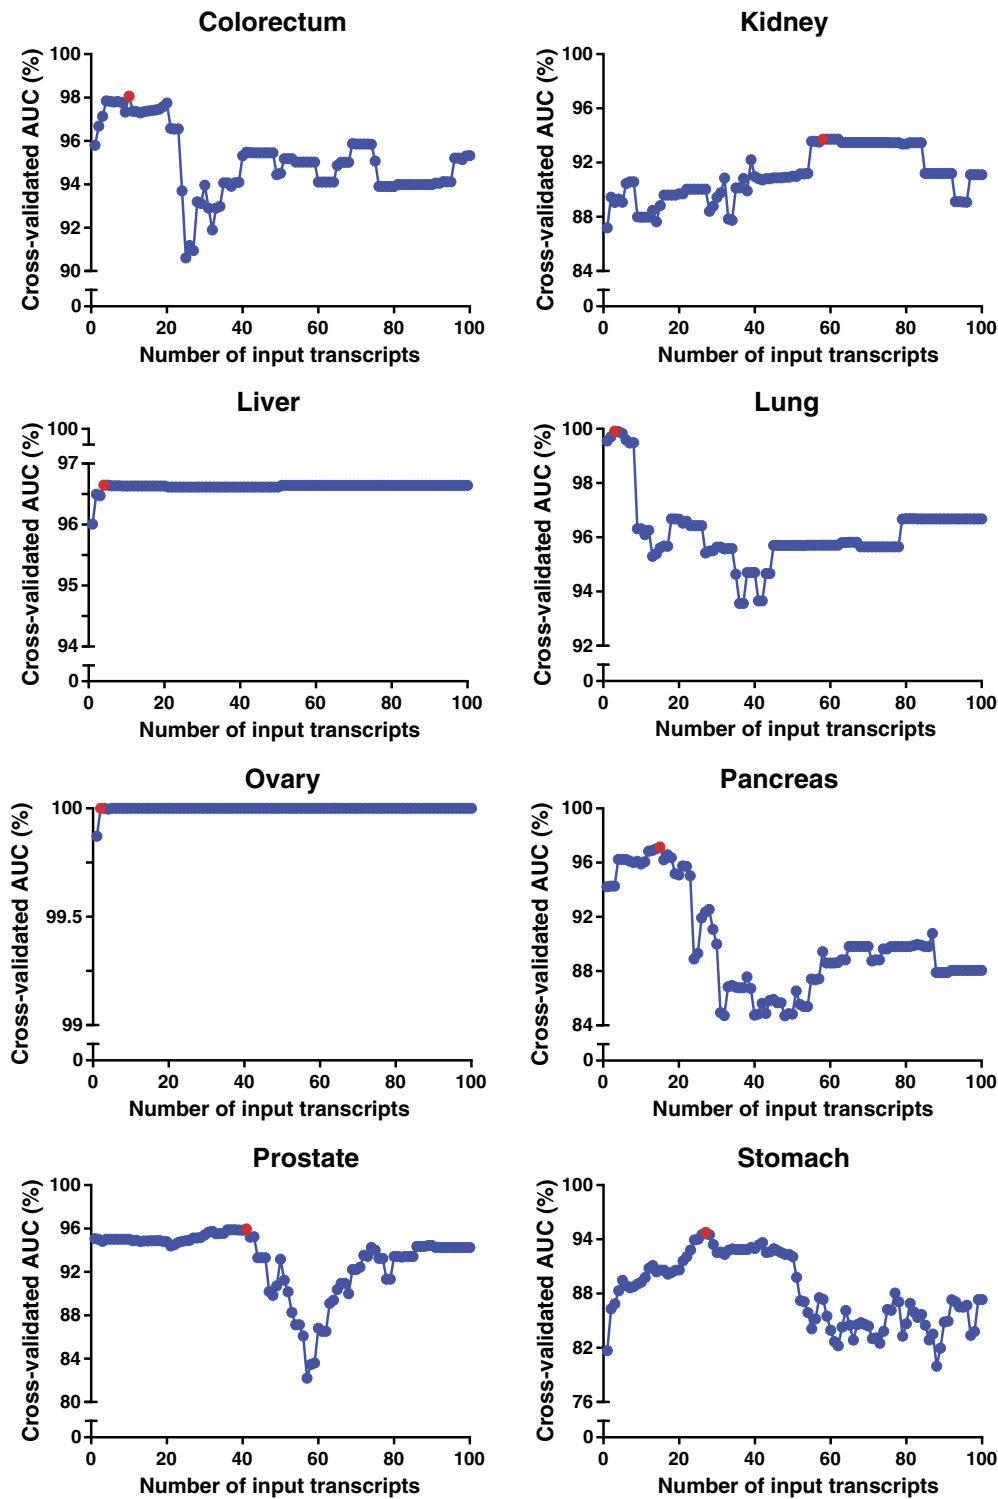 Colorectum
Cross-validated AUC (%)
100
98
96
94
92
90
0
0 20 40 60 80 100
Number of input transcripts
Kidney
Cross-validated AUC (%)
100
96
92
88
84
0
0 20 40 60 80 100
Number of input transcripts
Liver
Cross-validated AUC (%)
100
97
96
95
94
0
0 20 40 60 80 100
Number of input transcripts
Lung
Cross-validated AUC (%)
100
98
96
94
92
0
0 20 40 60 80 100
Number of input transcripts
Ovary
Cross-validated AUC (%)
100
99.5
99
0
0 20 40 60 80 100
Number of input transcripts
Pancreas
Cross-validated AUC (%)
100
96
92
88
84
0
0 20 40 60 80 100
Number of input transcripts
Prostate
Cross-validated AUC (%)
100
96
92
88
84
80
0
0 20 40 60 80 100
Number of input transcripts
Stomach
Cross-validated AUC (%)
100
94
88
82
76
0
0 20 40 60 80 100
Number of input transcripts